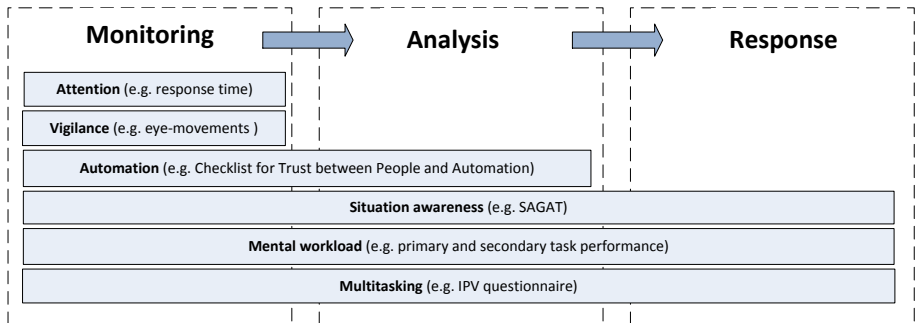 Monitoring
Analysis
Response
Attention (e.g. response time)
Vigilance (e.g. eye-movements )
Automation (e.g. Checklist for Trust between People and Automation)
Situation awareness (e.g. SAGAT)
Mental workload (e.g. primary and secondary task performance)
Multitasking (e.g. IPV questionnaire)